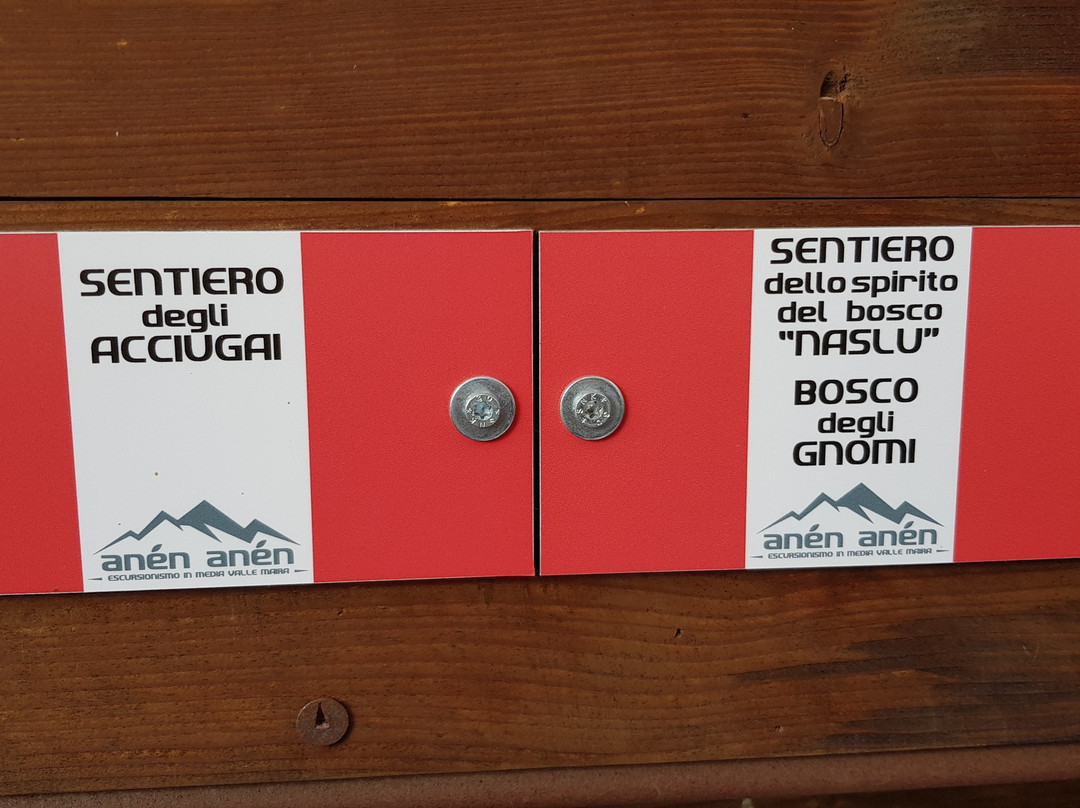 SENTIERO
degli
ACCIUGAI
anén anén
ESCURSIONISMO IN MEDIA VALLE MAIRA
SENTIERO
dello spirito
del bosco
"NASLU"
BOSCO
degli
GNOMI
anén anén
ESCURSIONISMO IN MEDIA VALLE MAIRA